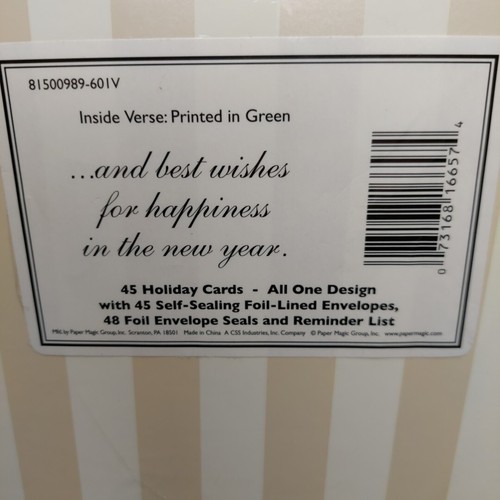 81500989-601V
Inside Verse: Printed in Green
...and best wishes
for happiness
in the new year.
45 Holiday Cards - All One Design
with 45 Self-Sealing Foil-Lined Envelopes,
48 Foil Envelope Seals and Reminder List
Mfd. by Paper Magic Group, Inc. Scranton, PA 18501 Made in China A CSS Industries, Inc. Company © Paper Magic Group, Inc. www.papermagic.com
0 73168 16657 4